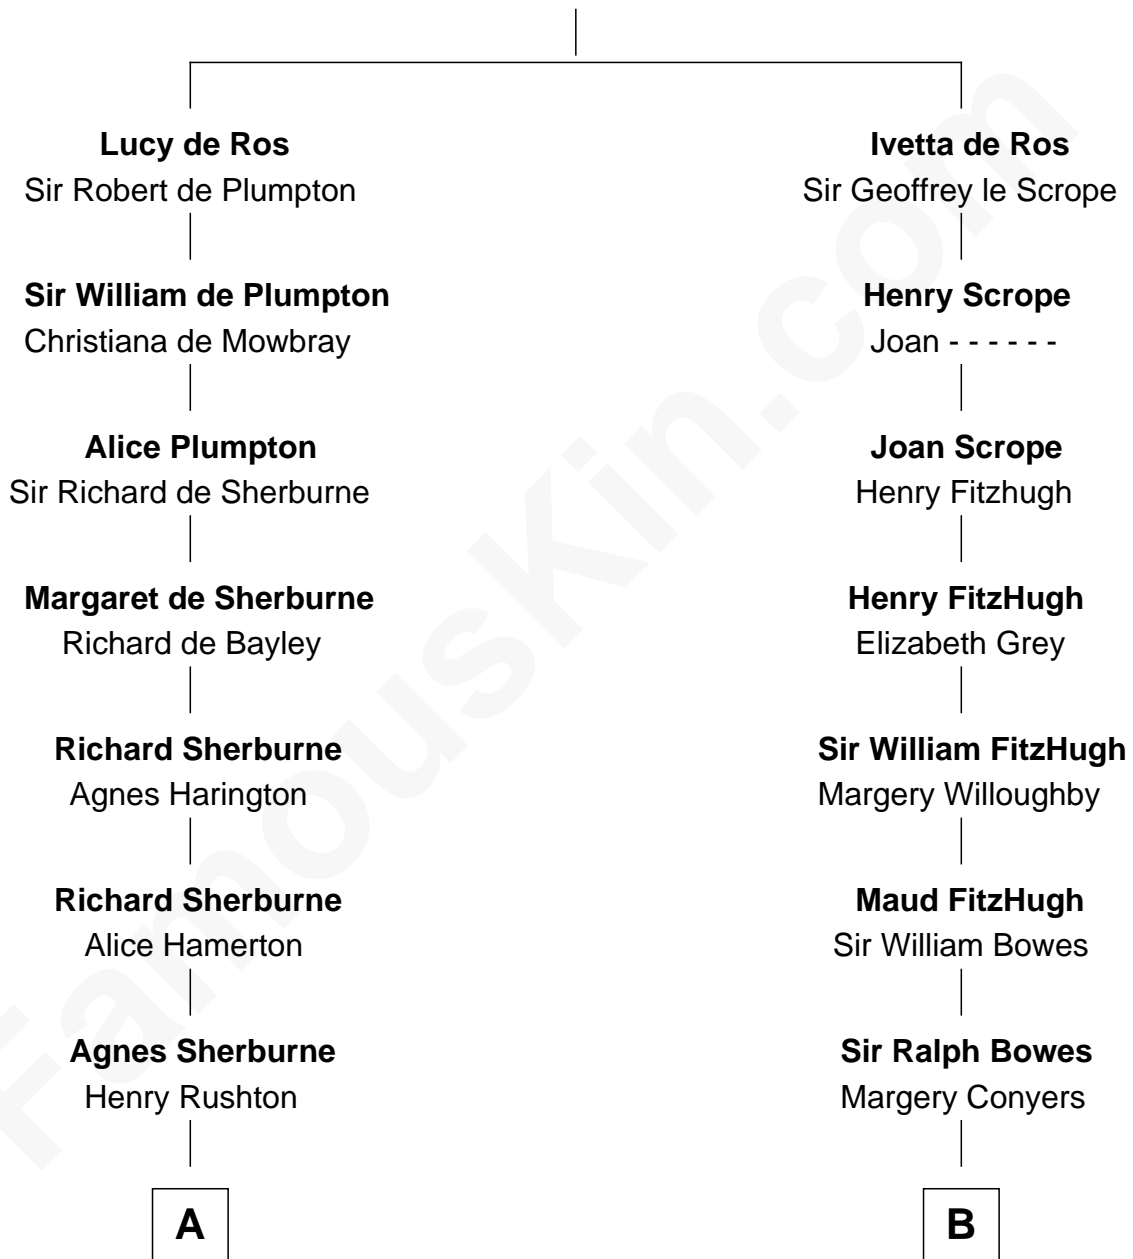 Lucy de Ros
Sir Robert de Plumpton
Sir William de Plumpton
Christiana de Mowbray
Alice Plumpton
Sir Richard de Sherburne
Margaret de Sherburne
Richard de Bayley
Richard Sherburne
Agnes Harington
Richard Sherburne
Alice Hamerton
Agnes Sherburne
Henry Rushton
A
Ivetta de Ros
Sir Geoffrey le Scrope
Henry Scrope
Joan - - - - - -
Joan Scrope
Henry Fitzhugh
Henry FitzHugh
Elizabeth Grey
Sir William FitzHugh
Margery Willoughby
Maud FitzHugh
Sir William Bowes
Sir Ralph Bowes
Margery Conyers
B
FamousKin.com